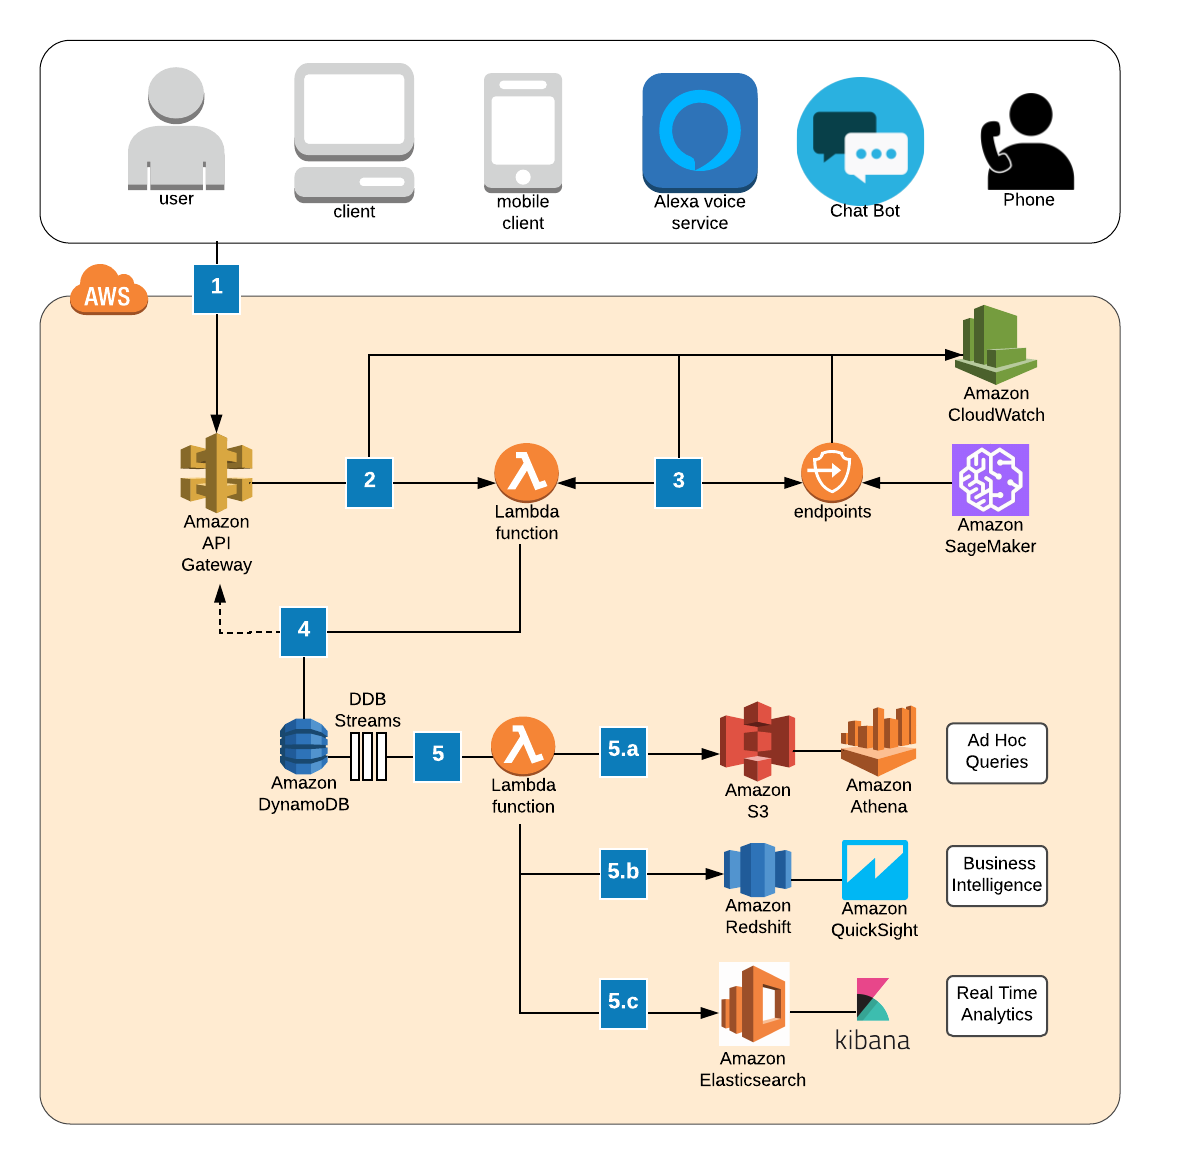 user
client
mobile
client
Alexa voice
service
Chat Bot
Phone
1
AWS
Amazon
CloudWatch
2
Lambda
function
3
endpoints
Amazon
SageMaker
Amazon
API
Gateway
4
DDB
Streams
Amazon
DynamoDB
5
Lambda
function
5.a
Amazon
S3
Amazon
Athena
Ad Hoc
Queries
5.b
Amazon
Redshift
Amazon
QuickSight
Business
Intelligence
5.c
Amazon
Elasticsearch
kibana
Real Time
Analytics